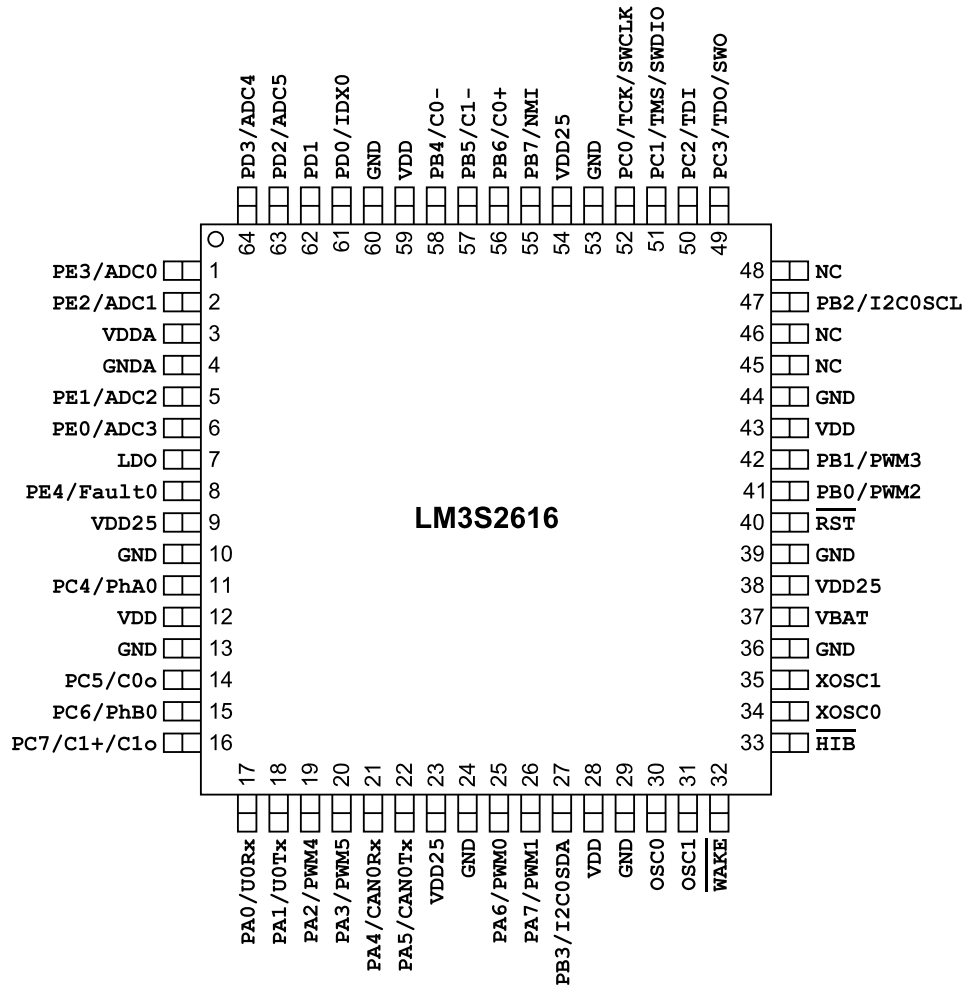 PD3/ADC4
PD2/ADC5
PD1
PD0/IDX0
GND
VDD
PB4/C0-
PB5/C1-
PB6/C0+
PB7/NMI
VDD25
GND
PC0/TCK/SWCLK
PC1/TMS/SWDIO
PC2/TDI
PC3/TDO/SWO
64
63
62
61
60
59
58
57
56
55
54
53
52
51
50
49
PE3/ADC0 1
PE2/ADC1 2
VDDA 3
GNDA 4
PE1/ADC2 5
PE0/ADC3 6
LDO 7
PE4/Fault0 8
VDD25 9
GND 10
PC4/PhA0 11
VDD 12
GND 13
PC5/C0o 14
PC6/PhB0 15
PC7/C1+/C1o 16
LM3S2616
48 NC
47 PB2/I2C0SCL
46 NC
45 NC
44 GND
43 VDD
42 PB1/PWM3
41 PB0/PWM2
40 RST
39 GND
38 VDD25
37 VBAT
36 GND
35 XOSC1
34 XOSC0
33 HIB
17
18
19
20
21
22
23
24
25
26
27
28
29
30
31
32
PA0/U0Rx
PA1/U0Tx
PA2/PWM4
PA3/PWM5
PA4/CAN0Rx
PA5/CAN0Tx
VDD25
GND
PA6/PWM0
PA7/PWM1
PB3/I2C0SDA
VDD
GND
OSC0
OSC1
WAKE